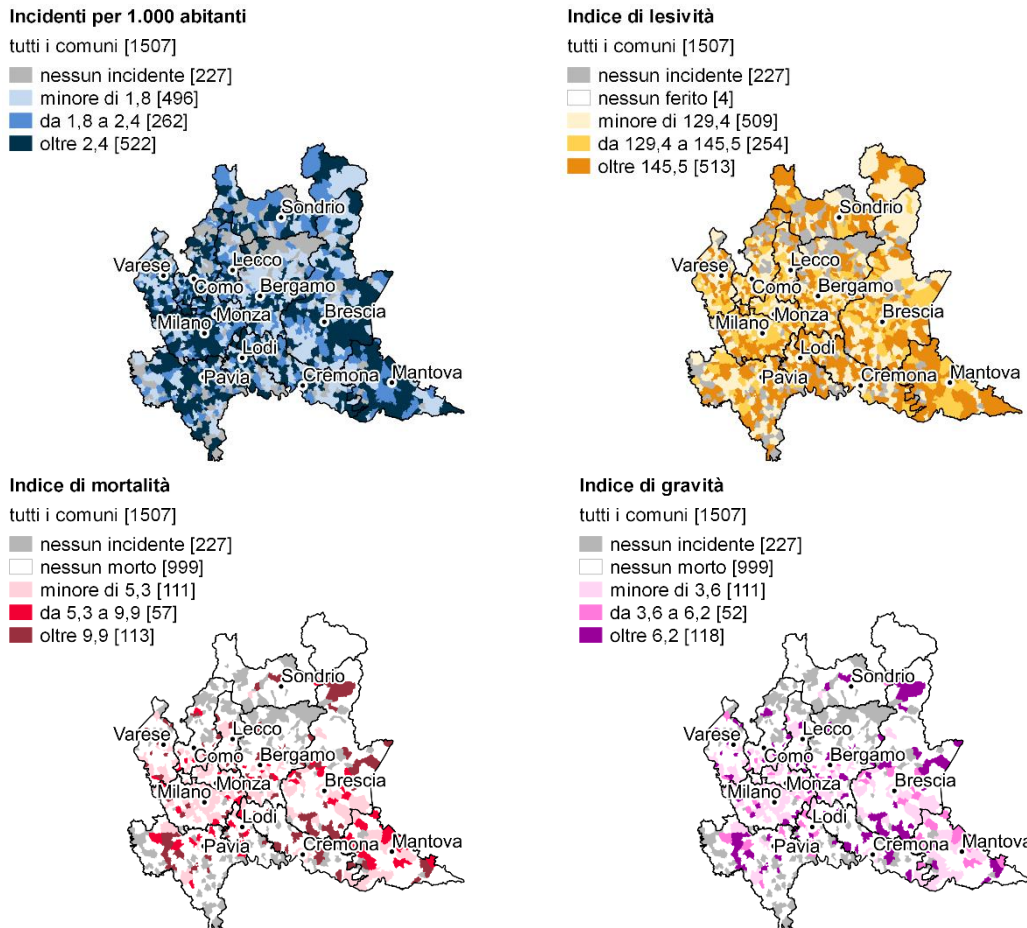 Incidenti per 1.000 abitanti
tutti i comuni [1507]
nessun incidente [227]
minore di 1,8 [496]
da 1,8 a 2,4 [262]
oltre 2,4 [522]
Sondrio
Varese
Lecco
Como
Bergamo
Milano
Monza
Brescia
Lodi
Pavia
Cremona
Mantova
Indice di lesività
tutti i comuni [1507]
nessun incidente [227]
nessun ferito [4]
minore di 129,4 [509]
da 129,4 a 145,5 [254]
oltre 145,5 [513]
Sondrio
Varese
Lecco
Como
Bergamo
Milano
Monza
Brescia
Lodi
Pavia
Cremona
Mantova
Indice di mortalità
tutti i comuni [1507]
nessun incidente [227]
nessun morto [999]
minore di 5,3 [111]
da 5,3 a 9,9 [57]
oltre 9,9 [113]
Sondrio
Varese
Lecco
Como
Bergamo
Milano
Monza
Brescia
Lodi
Pavia
Cremona
Mantova
Indice di gravità
tutti i comuni [1507]
nessun incidente [227]
nessun morto [999]
minore di 3,6 [111]
da 3,6 a 6,2 [52]
oltre 6,2 [118]
Sondrio
Varese
Lecco
Como
Bergamo
Milano
Monza
Brescia
Lodi
Pavia
Cremona
Mantova